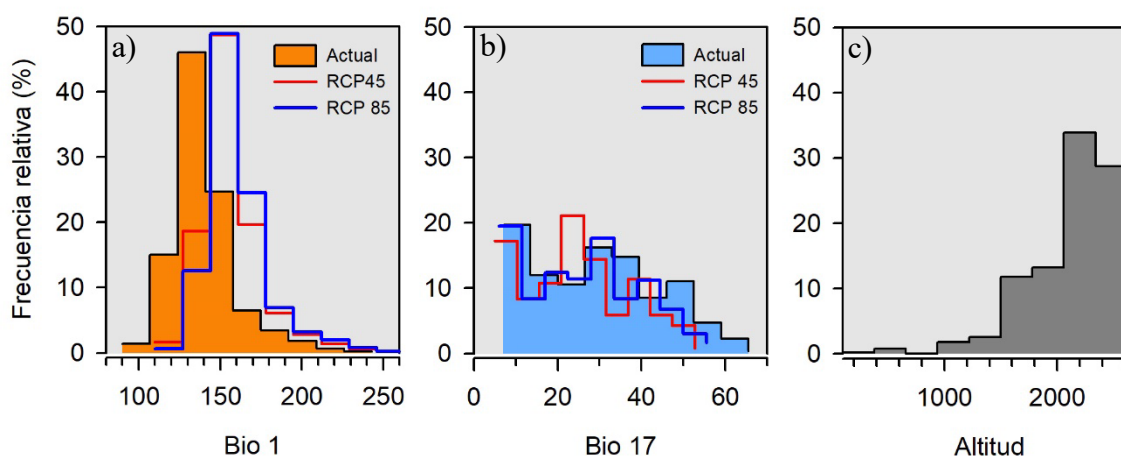 Frecuencia relativa (%)
50
40
30
20
10
0
a)
Actual
RCP45
RCP 85
100 150 200 250
Bio 1
50
40
30
20
10
0
b)
Actual
RCP 45
RCP 85
0 20 40 60
Bio 17
50
40
30
20
10
0
c)
1000 2000
Altitud